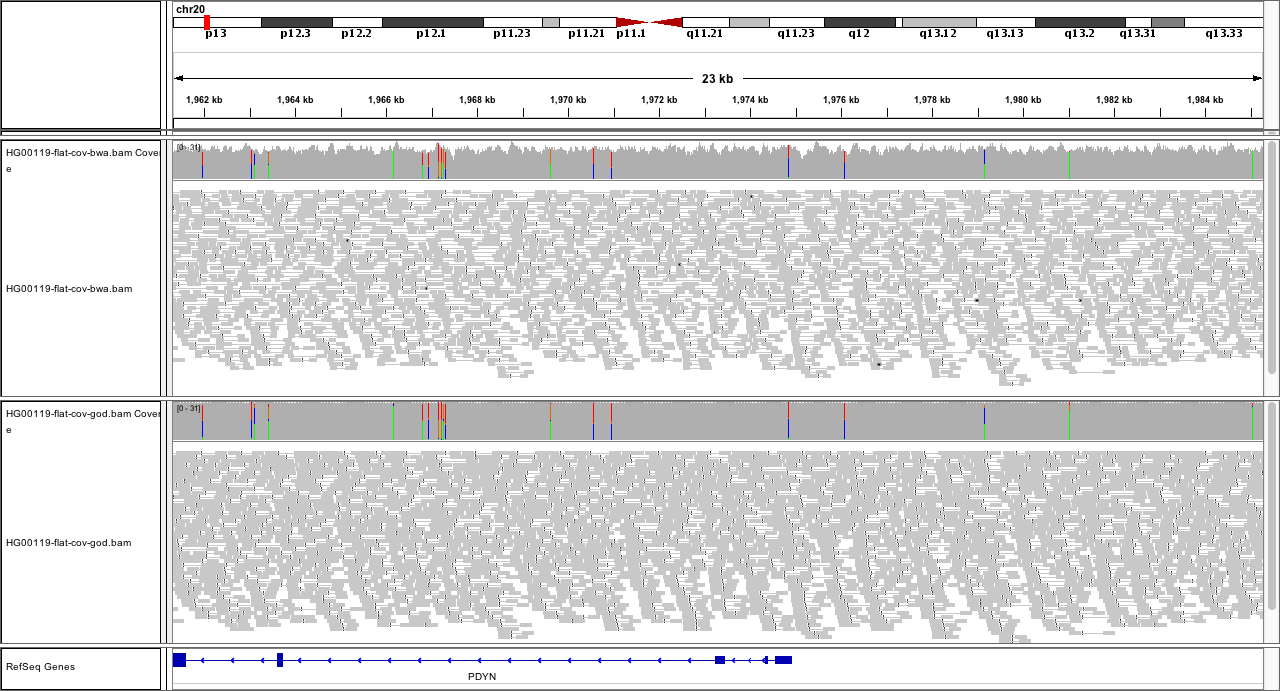 chr20
p13 p12.3 p12.2 p12.1 p11.23 p11.21 p11.1 q11.21 q11.23 q12 q13.12 q13.13 q13.2 q13.31 q13.33
23 kb
1,962 kb 1,964 kb 1,966 kb 1,968 kb 1,970 kb 1,972 kb 1,974 kb 1,976 kb 1,978 kb 1,980 kb 1,982 kb 1,984 kb
HG00119-flat-cov-bwa.bam Cover
e
[0 - 31]
HG00119-flat-cov-bwa.bam
HG00119-flat-cov-god.bam Cover
e
[0 - 31]
HG00119-flat-cov-god.bam
RefSeq Genes
PDYN